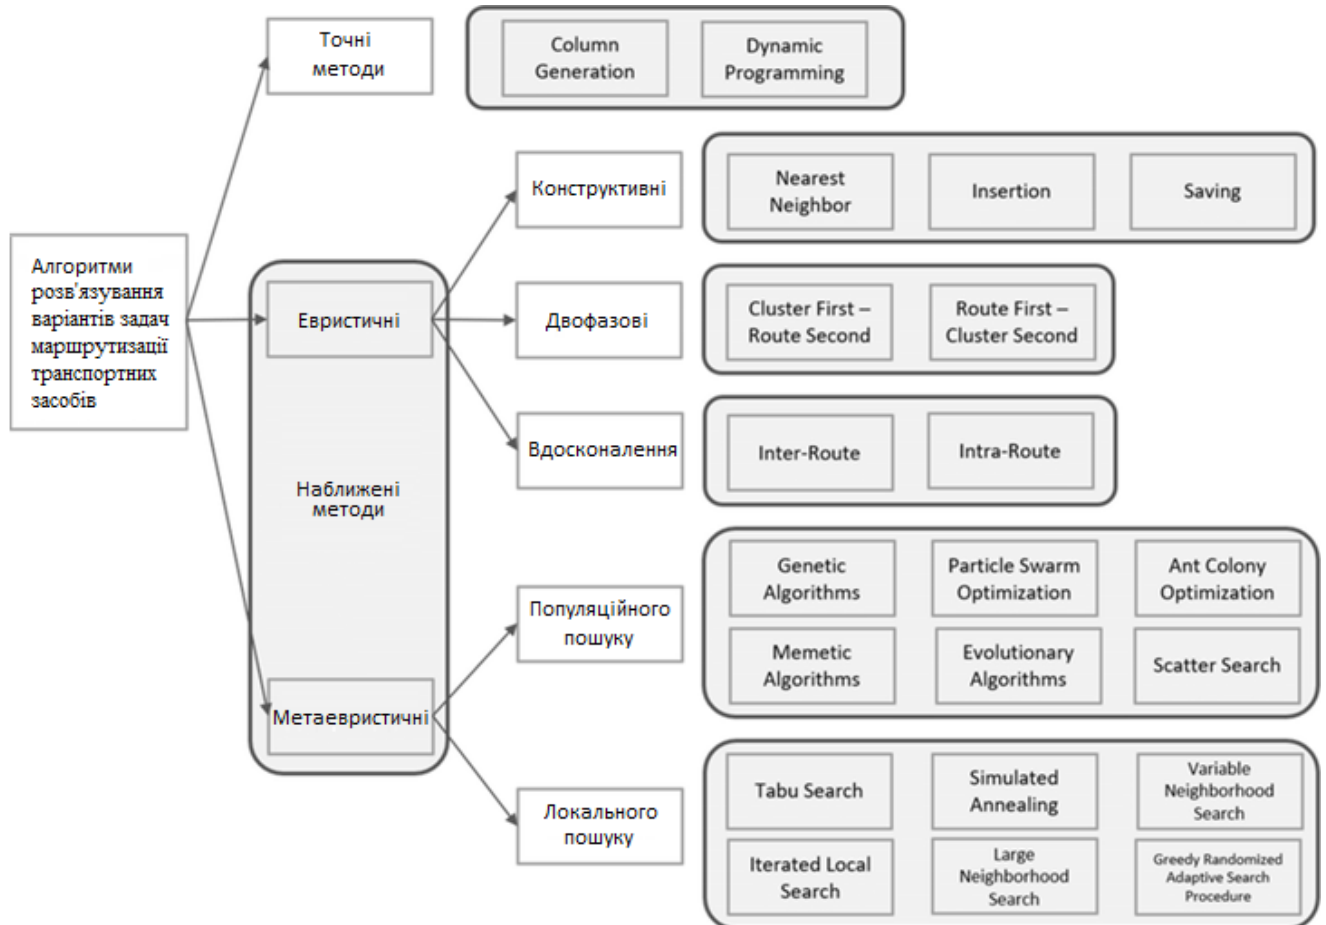 Точні
методи
Column
Generation
Dynamic
Programming
Конструктивні
Nearest
Neighbor
Insertion
Saving
Алгоритми
розв'язування
варіантів задач
маршрутизації
транспортних
засобів
Евристичні
Двофазові
Cluster First –
Route Second
Route First –
Cluster Second
Вдосконалення
Inter-Route
Intra-Route
Наближені
методи
Популяційного
пошуку
Genetic
Algorithms
Particle Swarm
Optimization
Ant Colony
Optimization
Memetic
Algorithms
Evolutionary
Algorithms
Scatter Search
Метаевристичні
Локального
пошуку
Tabu Search
Simulated
Annealing
Variable
Neighborhood
Search
Iterated Local
Search
Large
Neighborhood
Search
Greedy Randomized
Adaptive Search
Procedure